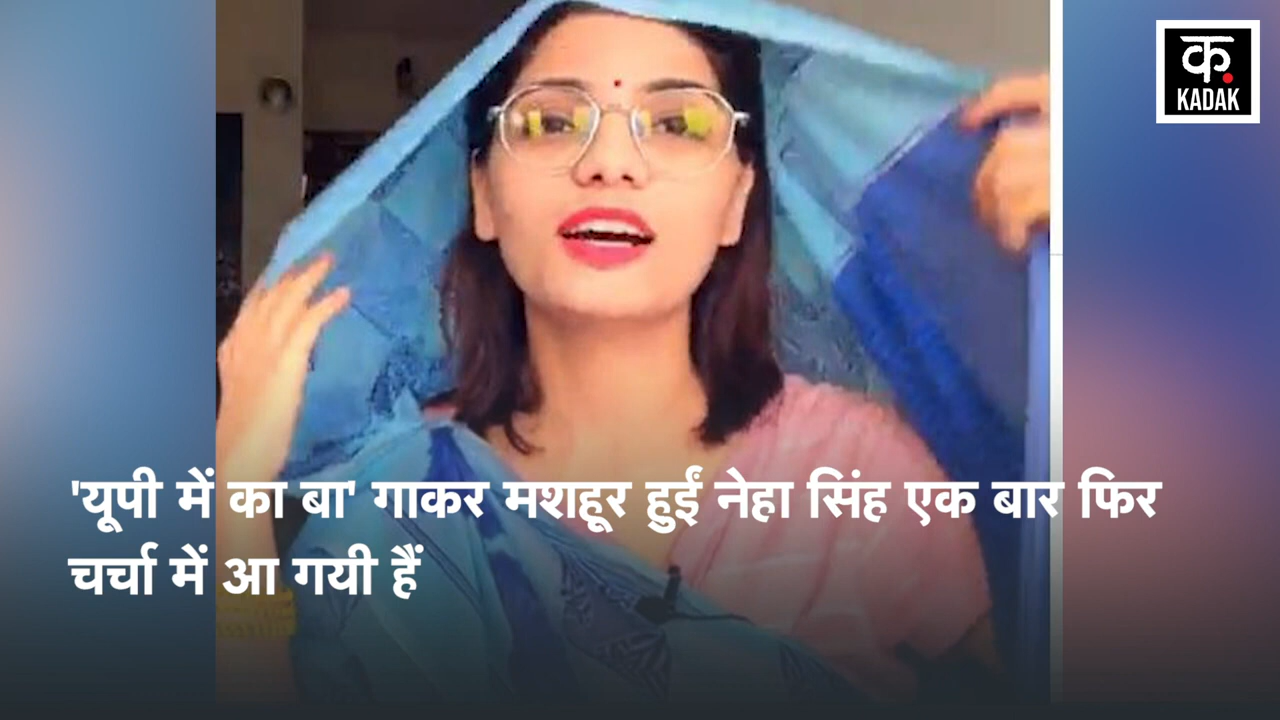 क.
KADAK
'यूपी में का बा' गाकर मशहूर हुईं नेहा सिंह एक बार फिर
चर्चा में आ गयी हैं